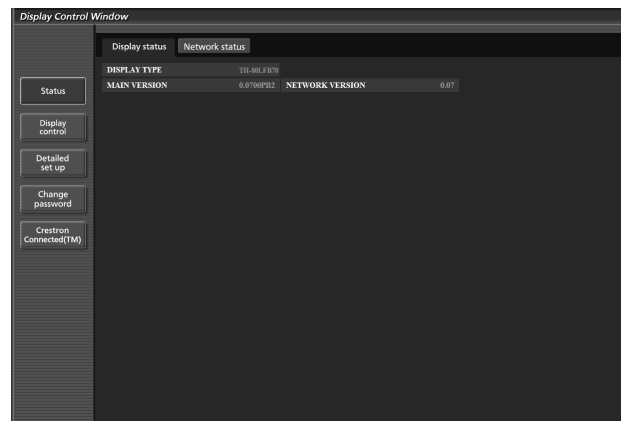 Display Control Window
Display status Network status
DISPLAY TYPE TH-80LFB70
MAIN VERSION 0.0700PB2 NETWORK VERSION 0.07
Status
Display
control
Detailed
set up
Change
password
Crestron
Connected(TM)